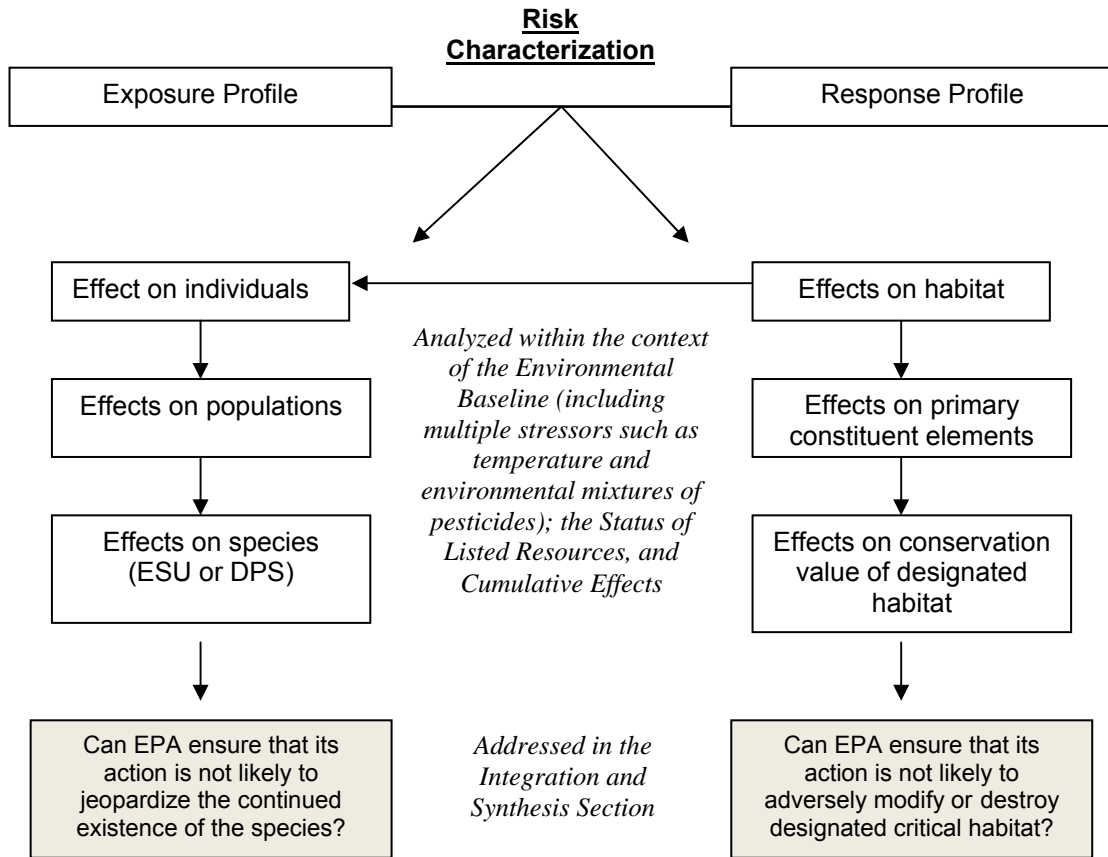 Risk
Characterization
Exposure Profile
Response Profile
Effect on individuals
Effects on habitat
Analyzed within the context
of the Environmental
Baseline (including
multiple stressors such as
temperature and
environmental mixtures of
pesticides); the Status of
Listed Resources, and
Cumulative Effects
Effects on populations
Effects on primary
constituent elements
Effects on species
(ESU or DPS)
Effects on conservation
value of designated
habitat
Can EPA ensure that its
action is not likely to
jeopardize the continued
existence of the species?
Addressed in the
Integration and
Synthesis Section
Can EPA ensure that its
action is not likely to
adversely modify or destroy
designated critical habitat?